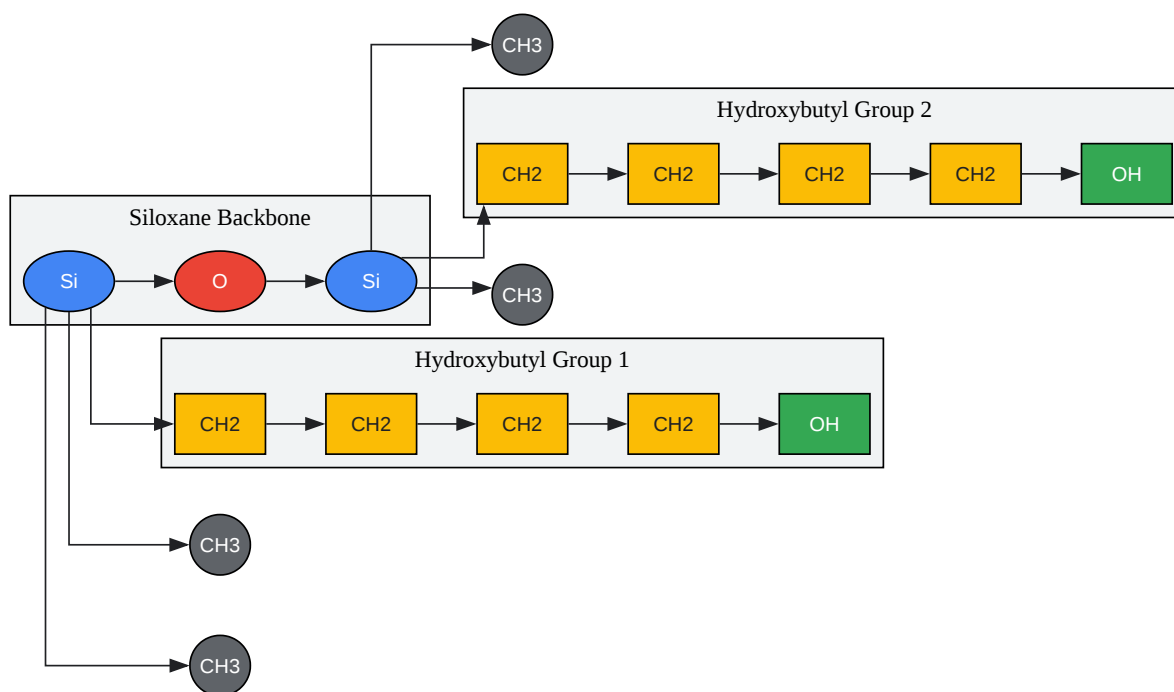 CH3
Hydroxybutyl Group 2
CH2
CH2
CH2
CH2
OH
Siloxane Backbone
Si
O
Si
CH3
Hydroxybutyl Group 1
CH2
CH2
CH2
CH2
OH
CH3
CH3